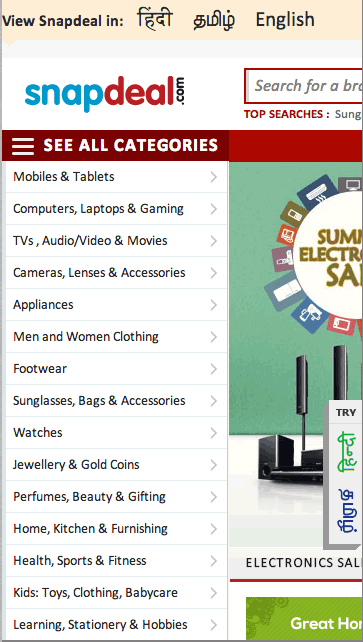 View Snapdeal in: हिंदी தமிழ் English
snapdeal.com
Search for a bra
TOP SEARCHES : Sung
SEE ALL CATEGORIES
Mobiles & Tablets
Computers, Laptops & Gaming
TVs , Audio/Video & Movies
Cameras, Lenses & Accessories
Appliances
Men and Women Clothing
Footwear
Sunglasses, Bags & Accessories
Watches
Jewellery & Gold Coins
Perfumes, Beauty & Gifting
Home, Kitchen & Furnishing
Health, Sports & Fitness
Kids: Toys, Clothing, Babycare
Learning, Stationery & Hobbies
SUMM
ELECTRO
SAL
TRY
हिन्दी
தமிழ்
ELECTRONICS SAL
Great Hom